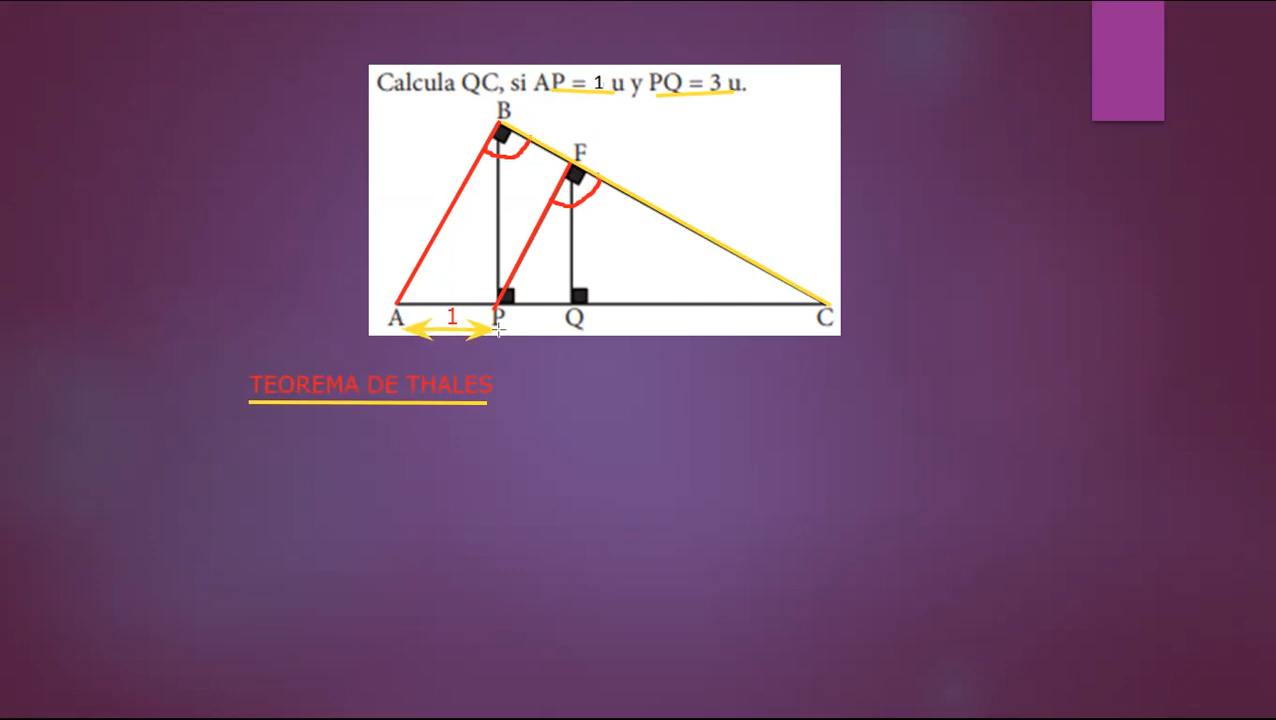 Calcula QC, si AP = 1 u y PQ = 3 u.
B
F
A
1
P
Q
C
TEOREMA DE THALES